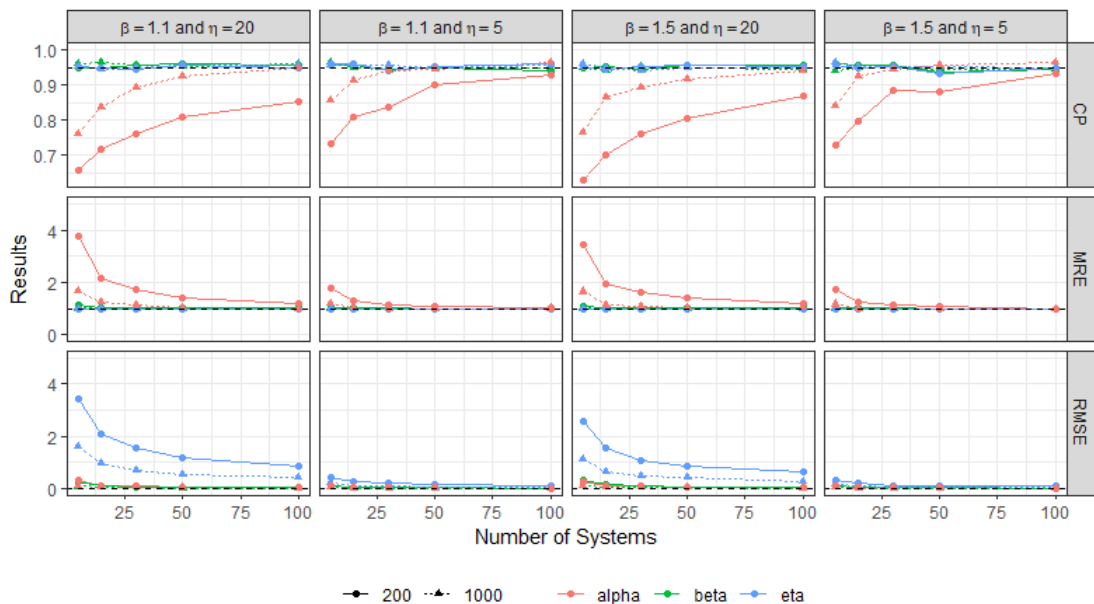 β = 1.1 and η = 20
β = 1.1 and η = 5
β = 1.5 and η = 20
β = 1.5 and η = 5
1.0
0.9
0.8
0.7
CP
4
2
0
MRE
4
2
0
RMSE
Results
25 50 75 100
25 50 75 100
25 50 75 100
25 50 75 100
Number of Systems
200 1000 alpha beta eta